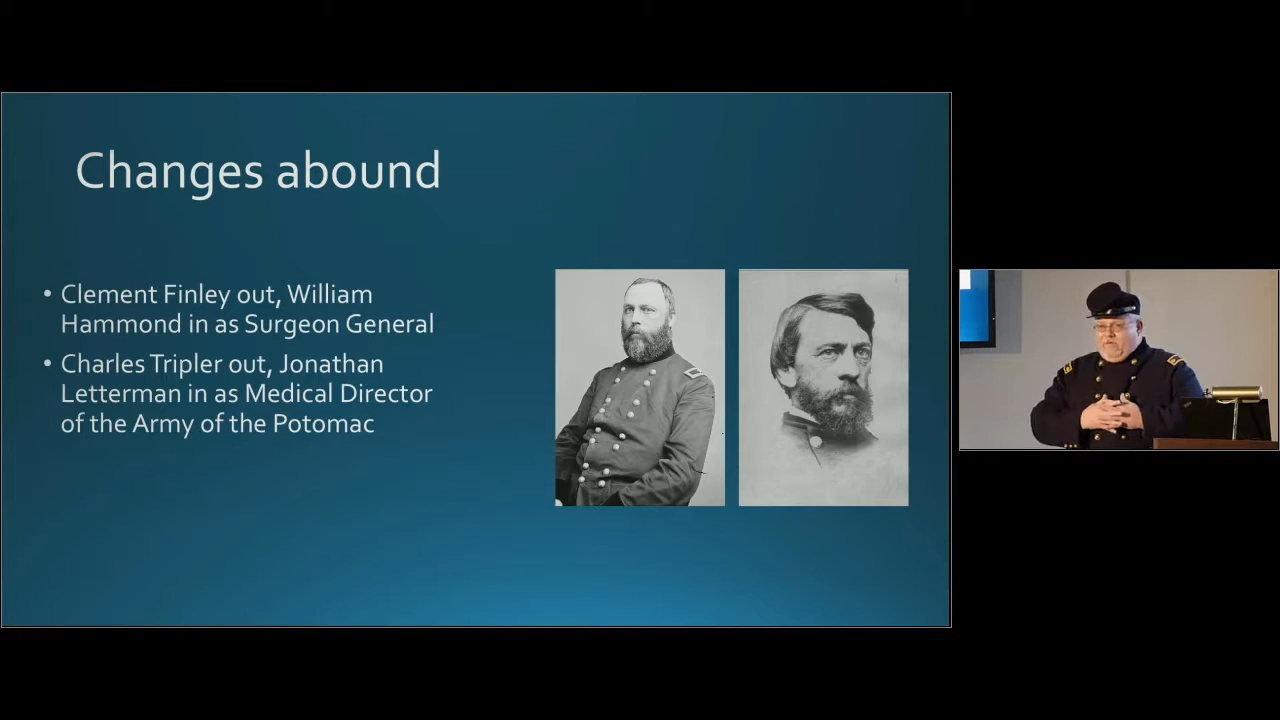 Changes abound
• Clement Finley out, William
Hammond in as Surgeon General
• Charles Tripler out, Jonathan
Letterman in as Medical Director
of the Army of the Potomac